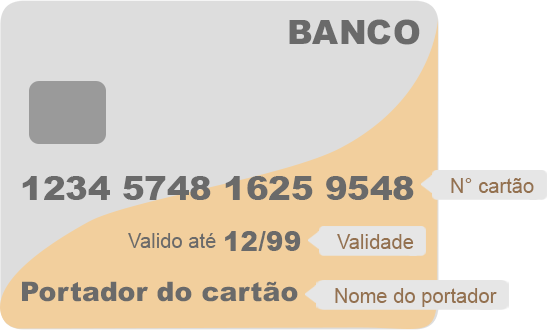 BANCO
1234 5748 1625 9548 N° cartão
Valido até 12/99 Validade
Portador do cartão Nome do portador